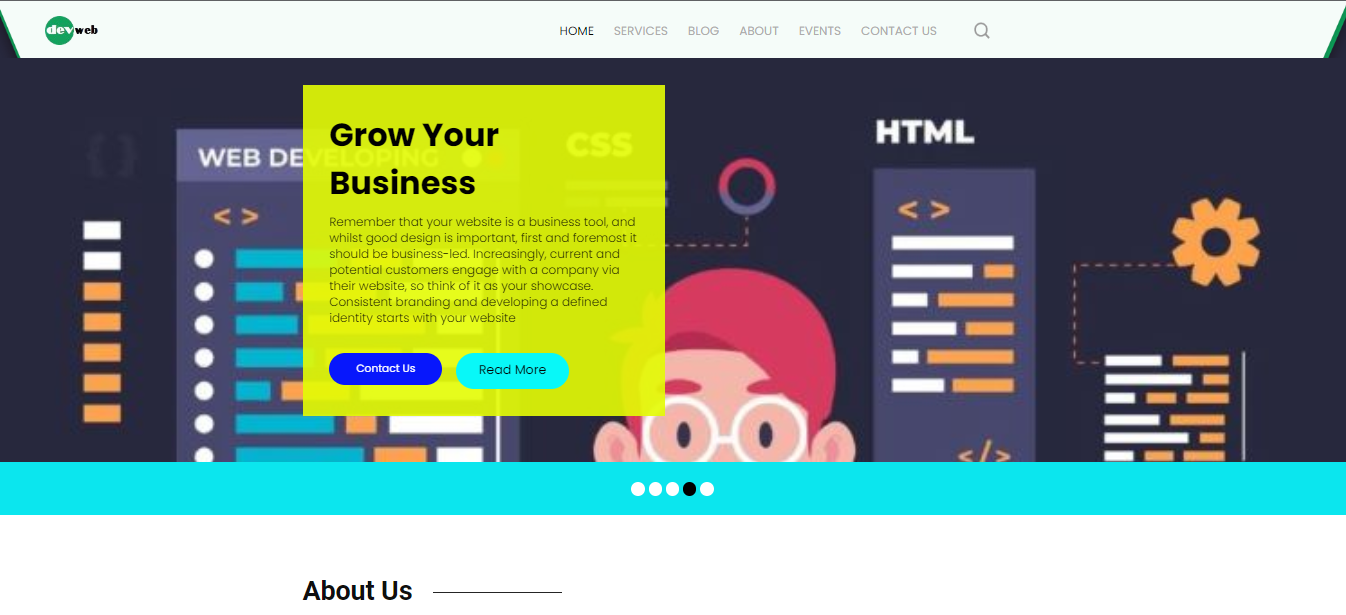 devweb
HOME SERVICES BLOG ABOUT EVENTS CONTACT US
Grow Your
Business
Remember that your website is a business tool, and
whilst good design is important, first and foremost it
should be business-led. Increasingly, current and
potential customers engage with a company via
their website, so think of it as your showcase.
Consistent branding and developing a defined
identity starts with your website
Contact Us
Read More
{ }
WEB DEVELOPING
< >
CSS
HTML
< >
</>
About Us